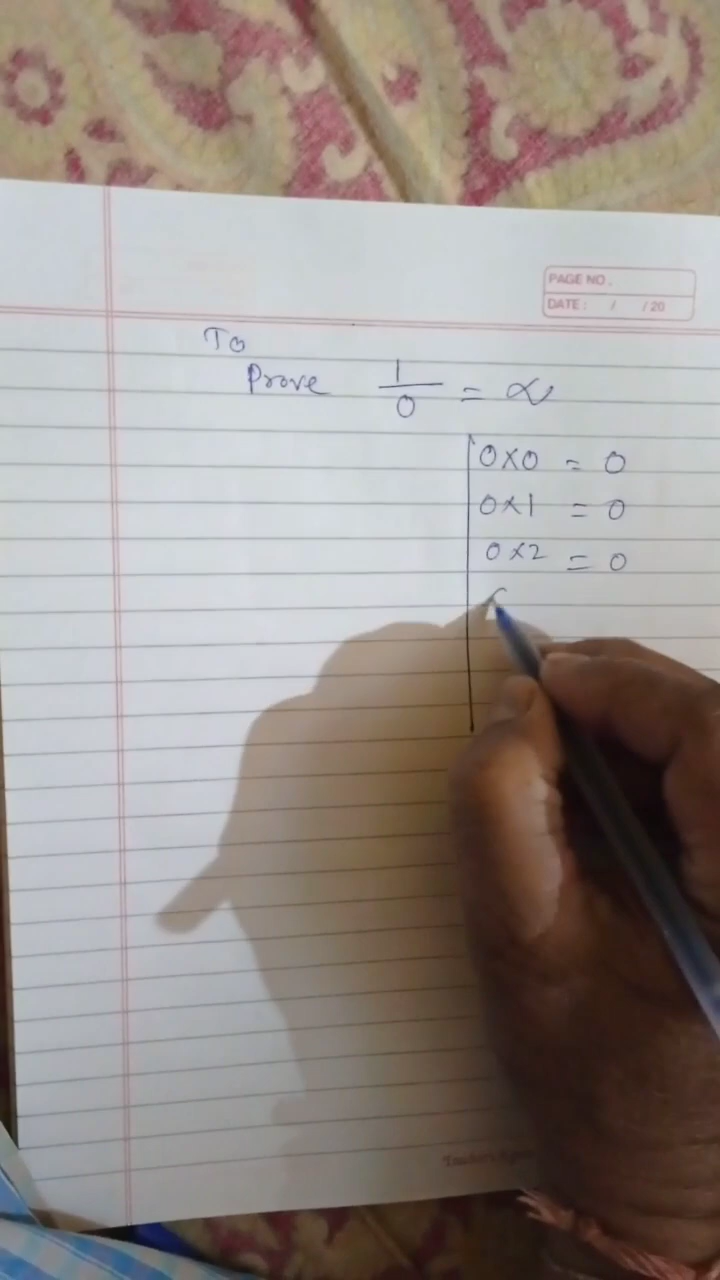 PAGE NO.
DATE: / /20
To
Prove 1/0 = ∝
0×0 = 0
0×1 = 0
0×2 = 0